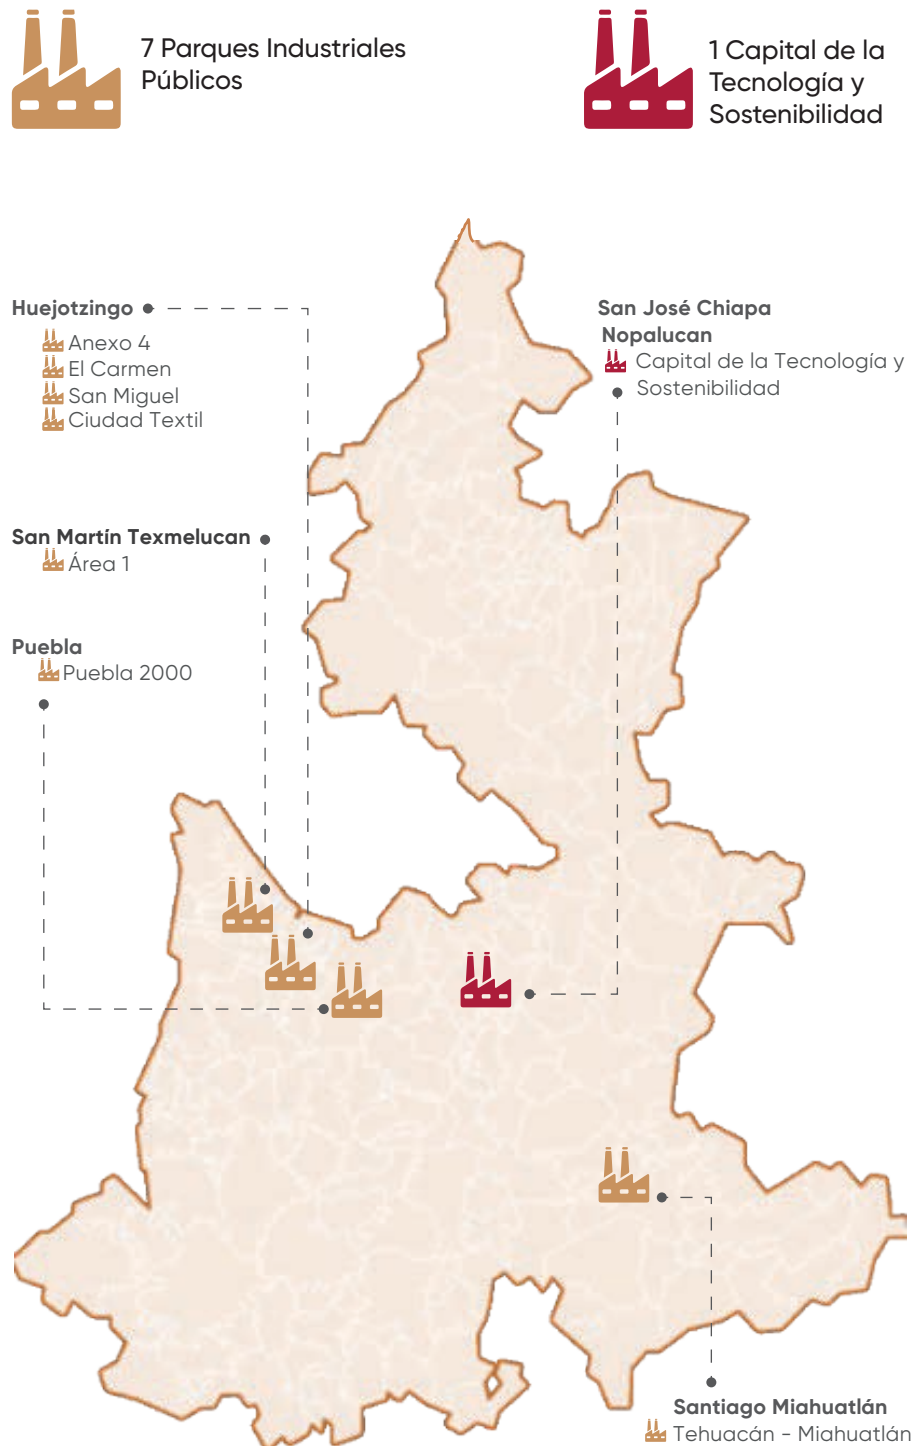 7 Parques Industriales
Públicos
1 Capital de la
Tecnología y
Sostenibilidad
Huejotzingo
Anexo 4
El Carmen
San Miguel
Ciudad Textil
San José Chiapa
Nopalucan
Capital de la Tecnología y
Sostenibilidad
San Martín Texmelucan
Área 1
Puebla
Puebla 2000
Santiago Miahuatlán
Tehuacán - Miahuatlán